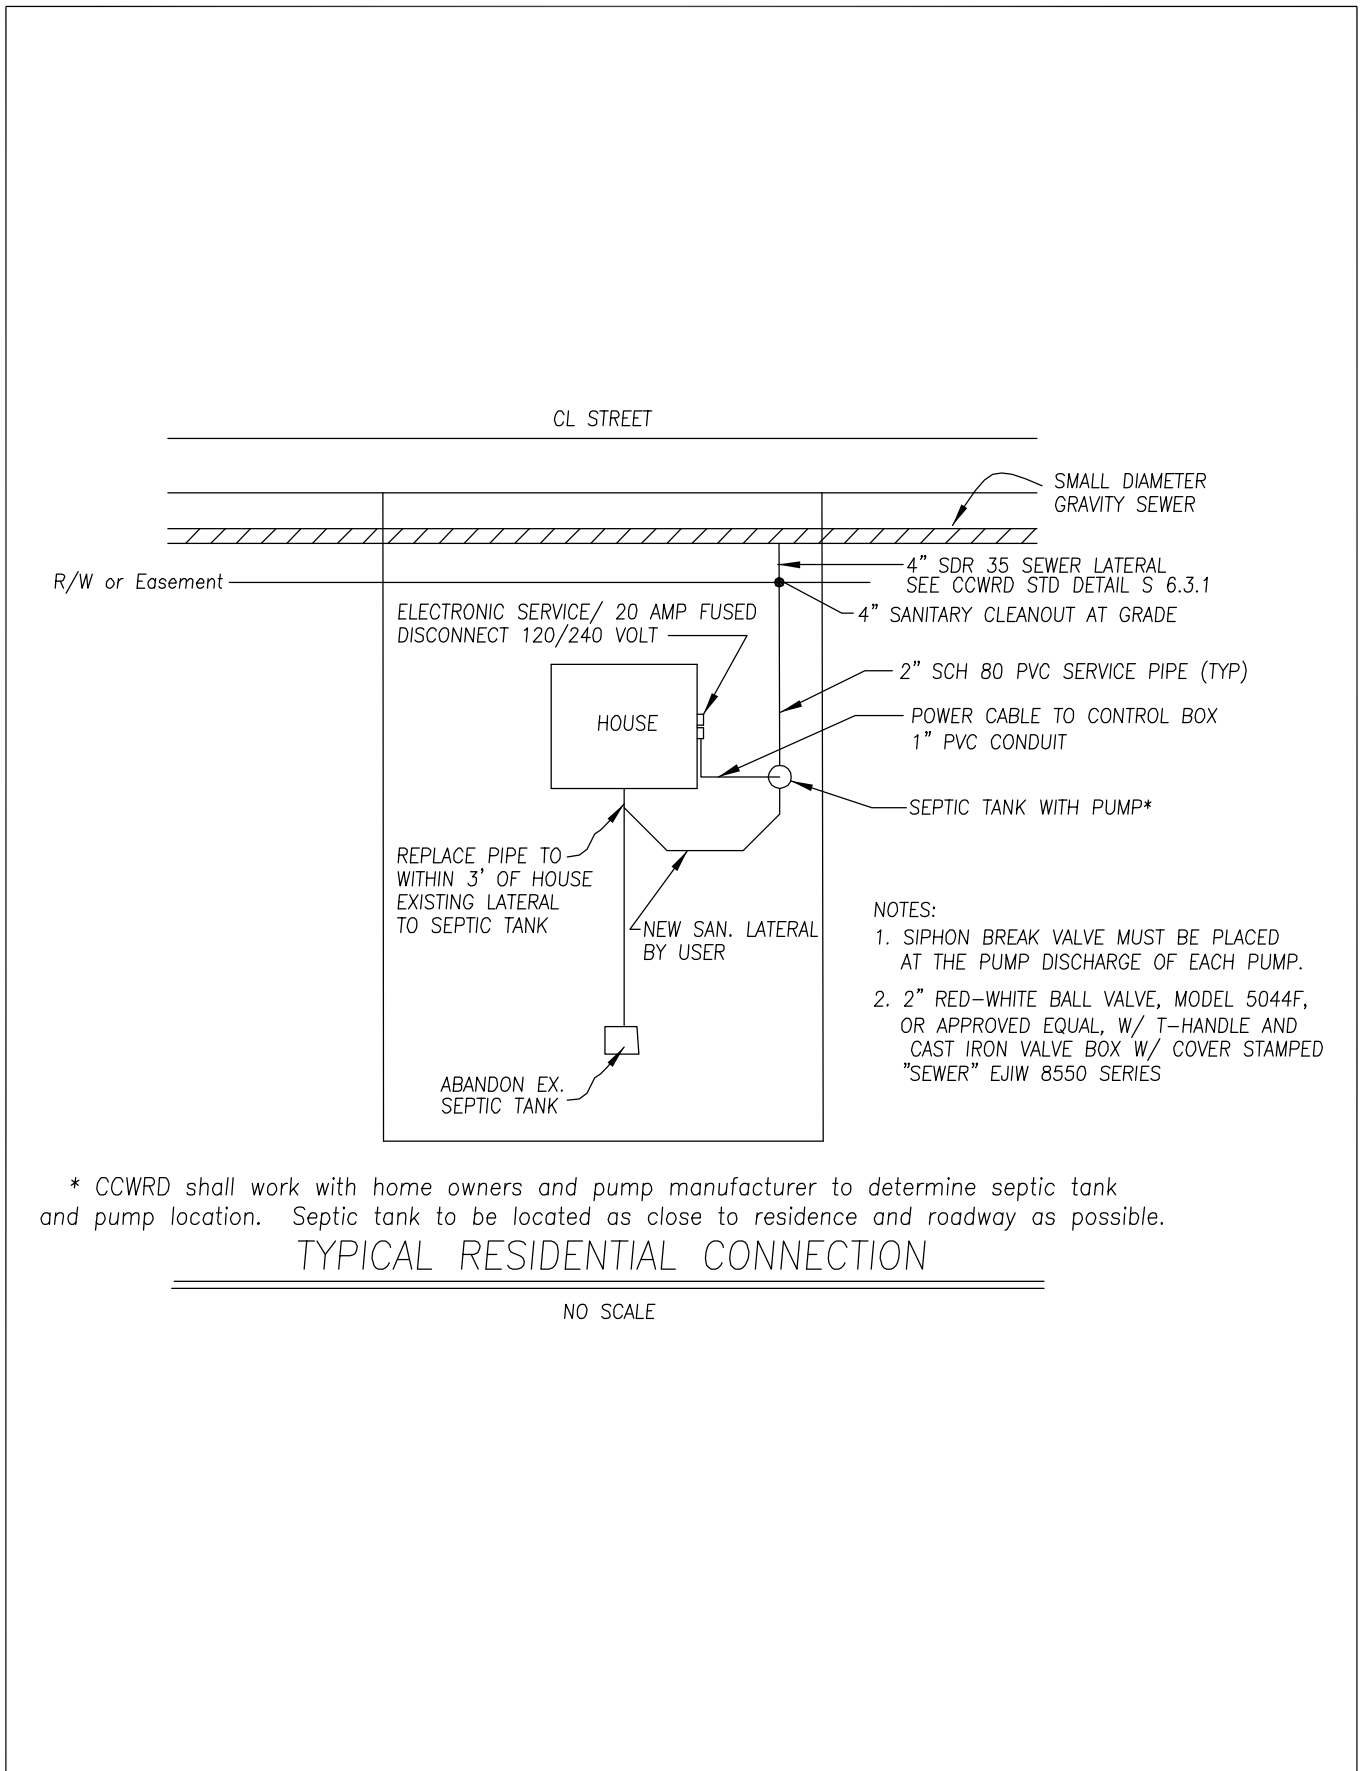 CL STREET
SMALL DIAMETER
GRAVITY SEWER
4" SDR 35 SEWER LATERAL
SEE CCWRD STD DETAIL S 6.3.1
R/W or Easement
4" SANITARY CLEANOUT AT GRADE
ELECTRONIC SERVICE/ 20 AMP FUSED
DISCONNECT 120/240 VOLT
2" SCH 80 PVC SERVICE PIPE (TYP)
HOUSE
POWER CABLE TO CONTROL BOX
1" PVC CONDUIT
SEPTIC TANK WITH PUMP*
REPLACE PIPE TO
WITHIN 3' OF HOUSE
EXISTING LATERAL
TO SEPTIC TANK
NEW SAN. LATERAL
BY USER
NOTES:
1. SIPHON BREAK VALVE MUST BE PLACED
AT THE PUMP DISCHARGE OF EACH PUMP.
2. 2" RED-WHITE BALL VALVE, MODEL 5044F,
OR APPROVED EQUAL, W/ T-HANDLE AND
CAST IRON VALVE BOX W/ COVER STAMPED
"SEWER" EJIW 8550 SERIES
ABANDON EX.
SEPTIC TANK
* CCWRD shall work with home owners and pump manufacturer to determine septic tank
and pump location. Septic tank to be located as close to residence and roadway as possible.
TYPICAL RESIDENTIAL CONNECTION
NO SCALE